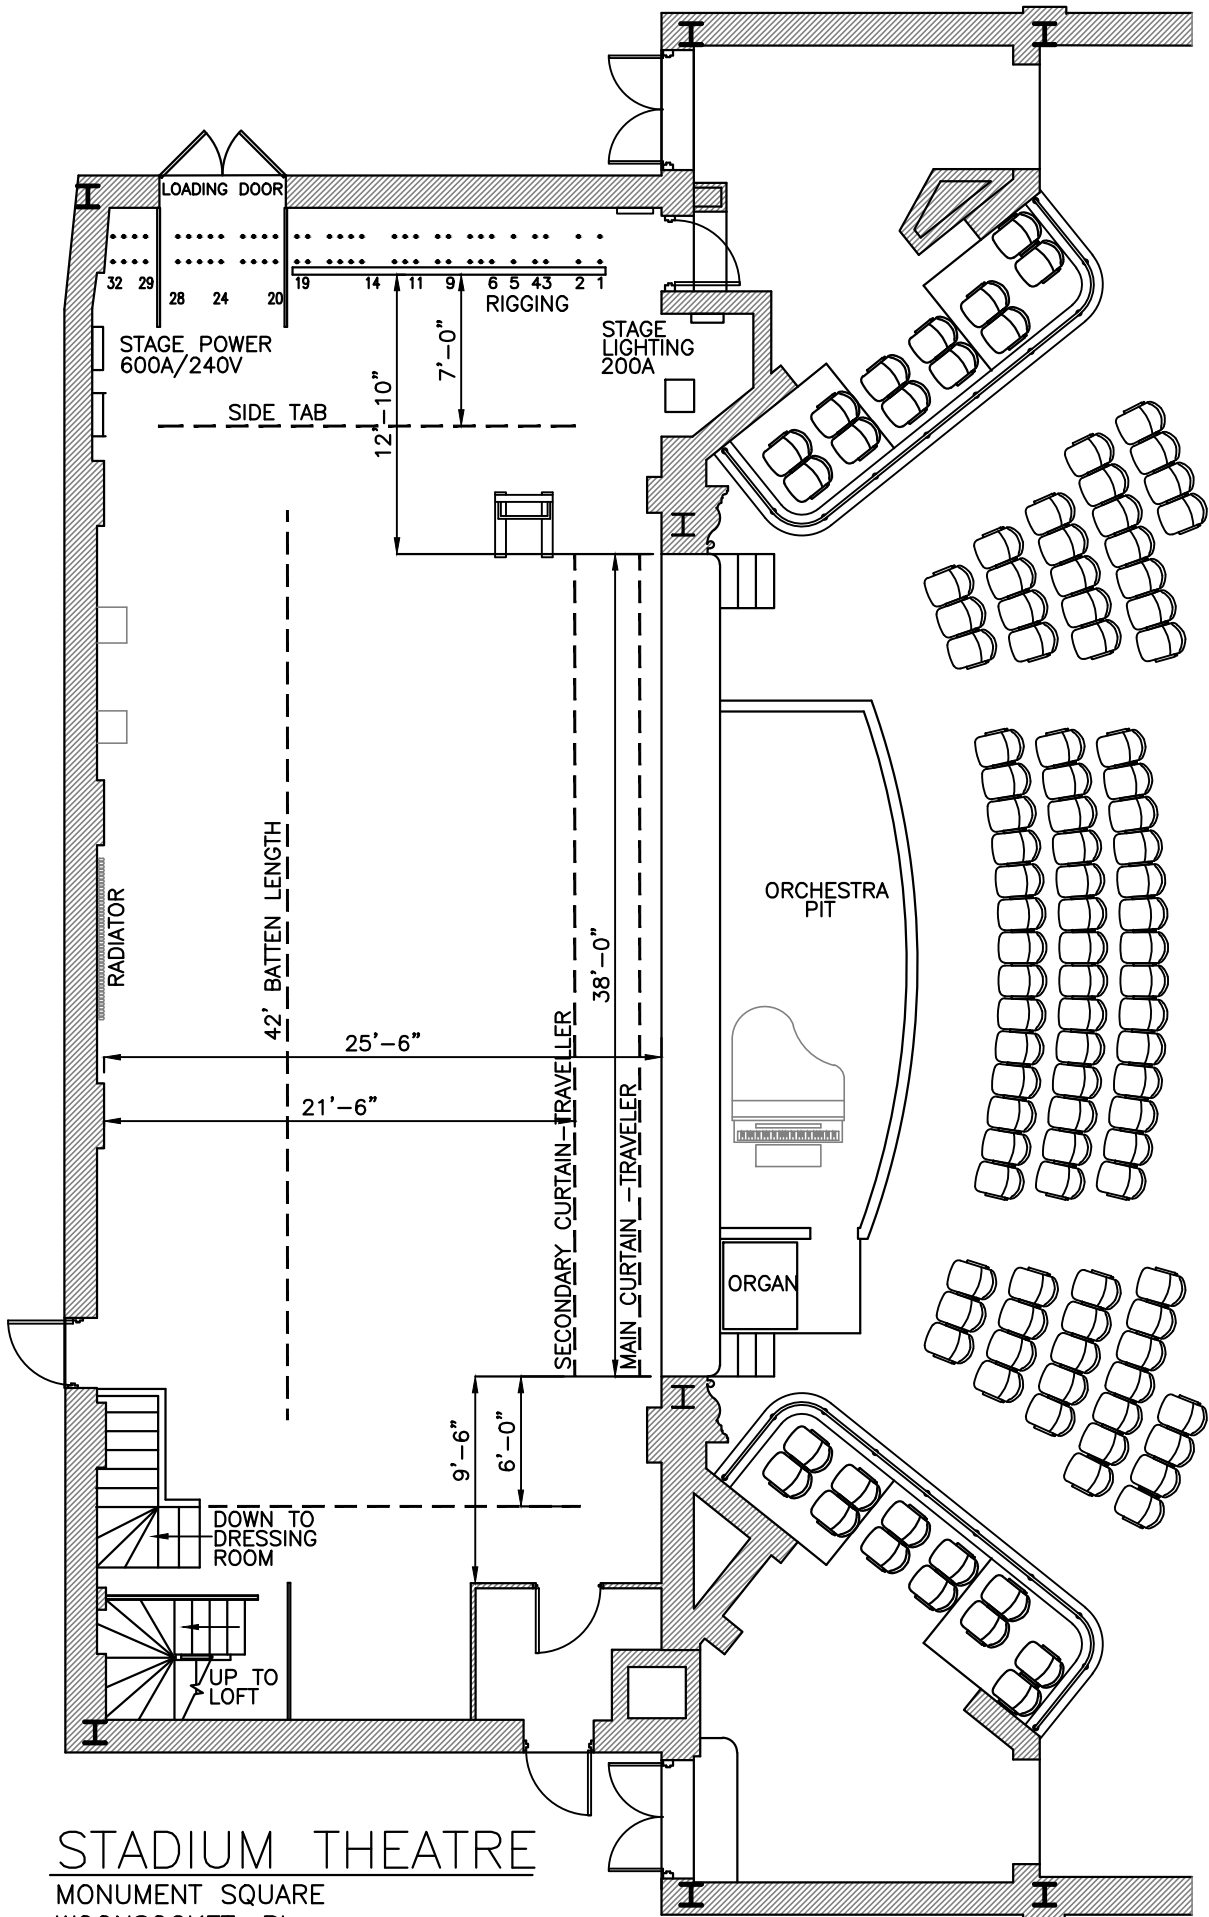 LOADING DOOR
32 29 19 14 11 9 6 5 43 2 1
28 24 20
RIGGING
STAGE POWER
600A/240V
STAGE
LIGHTING
200A
7'-0"
12'-10"
SIDE TAB
42' BATTEN LENGTH
RADIATOR
ORCHESTRA
PIT
38'-0"
25'-6"
21'-6"
SECONDARY CURTAIN-TRAVELLER
MAIN CURTAIN -TRAVELER
ORGAN
9'-6"
6'-0"
DOWN TO
DRESSING
ROOM
UP TO
LOFT
STADIUM THEATRE
MONUMENT SQUARE